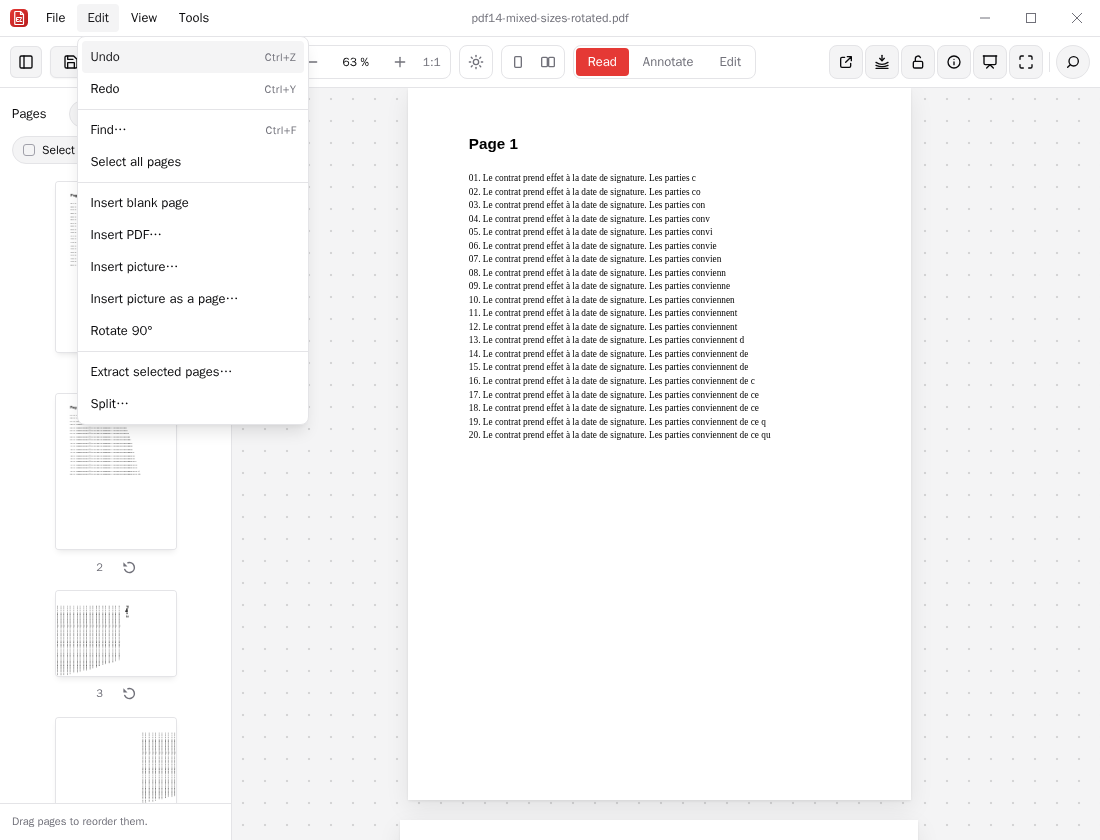 File Edit View Tools
pdf14-mixed-sizes-rotated.pdf
63 % 1:1 Read Annotate Edit
Undo Ctrl+Z
Redo Ctrl+Y
Find··· Ctrl+F
Select all pages
Insert blank page
Insert PDF···
Insert picture···
Insert picture as a page···
Rotate 90°
Extract selected pages···
Split···
Pages
Select
2
3
Drag pages to reorder them.
Page 1
01. Le contrat prend effet à la date de signature. Les parties c
02. Le contrat prend effet à la date de signature. Les parties co
03. Le contrat prend effet à la date de signature. Les parties con
04. Le contrat prend effet à la date de signature. Les parties conv
05. Le contrat prend effet à la date de signature. Les parties convi
06. Le contrat prend effet à la date de signature. Les parties convie
07. Le contrat prend effet à la date de signature. Les parties convien
08. Le contrat prend effet à la date de signature. Les parties convienn
09. Le contrat prend effet à la date de signature. Les parties convienne
10. Le contrat prend effet à la date de signature. Les parties conviennen
11. Le contrat prend effet à la date de signature. Les parties conviennent
12. Le contrat prend effet à la date de signature. Les parties conviennent
13. Le contrat prend effet à la date de signature. Les parties conviennent d
14. Le contrat prend effet à la date de signature. Les parties conviennent de
15. Le contrat prend effet à la date de signature. Les parties conviennent de
16. Le contrat prend effet à la date de signature. Les parties conviennent de c
17. Le contrat prend effet à la date de signature. Les parties conviennent de ce
18. Le contrat prend effet à la date de signature. Les parties conviennent de ce
19. Le contrat prend effet à la date de signature. Les parties conviennent de ce q
20. Le contrat prend effet à la date de signature. Les parties conviennent de ce qu